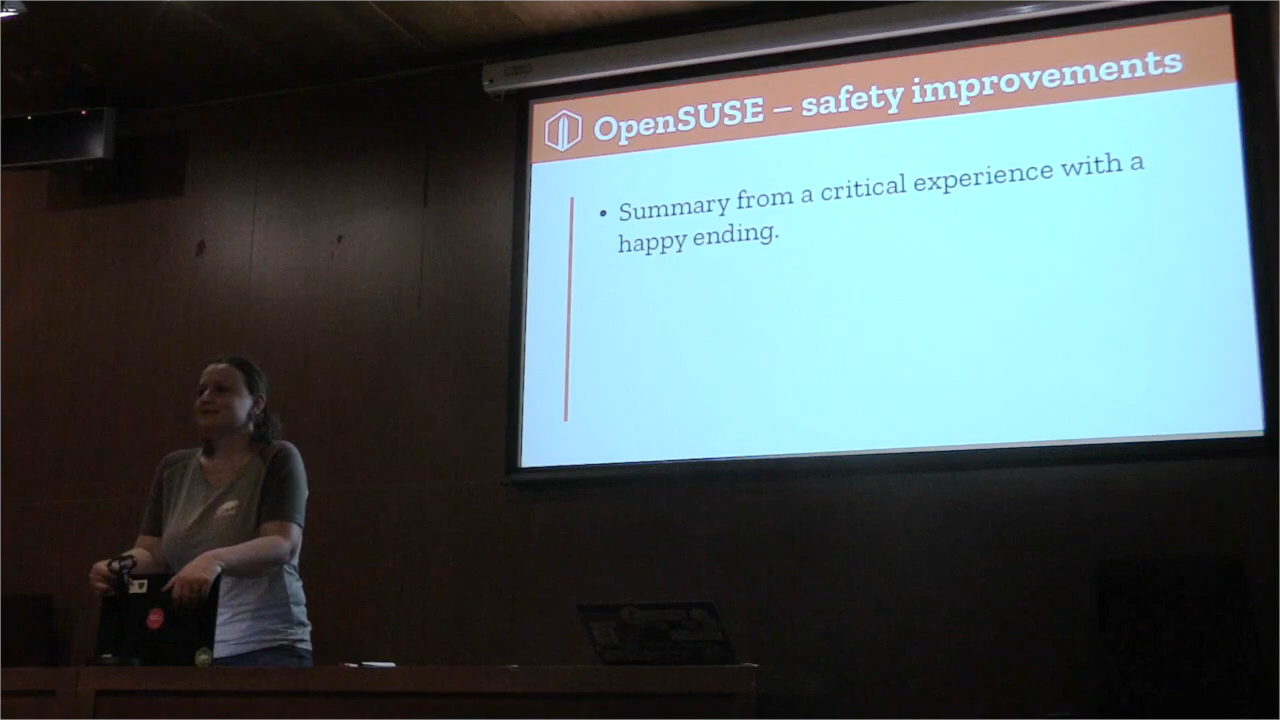 OpenSUSE – safety improvements
• Summary from a critical experience with a
happy ending.